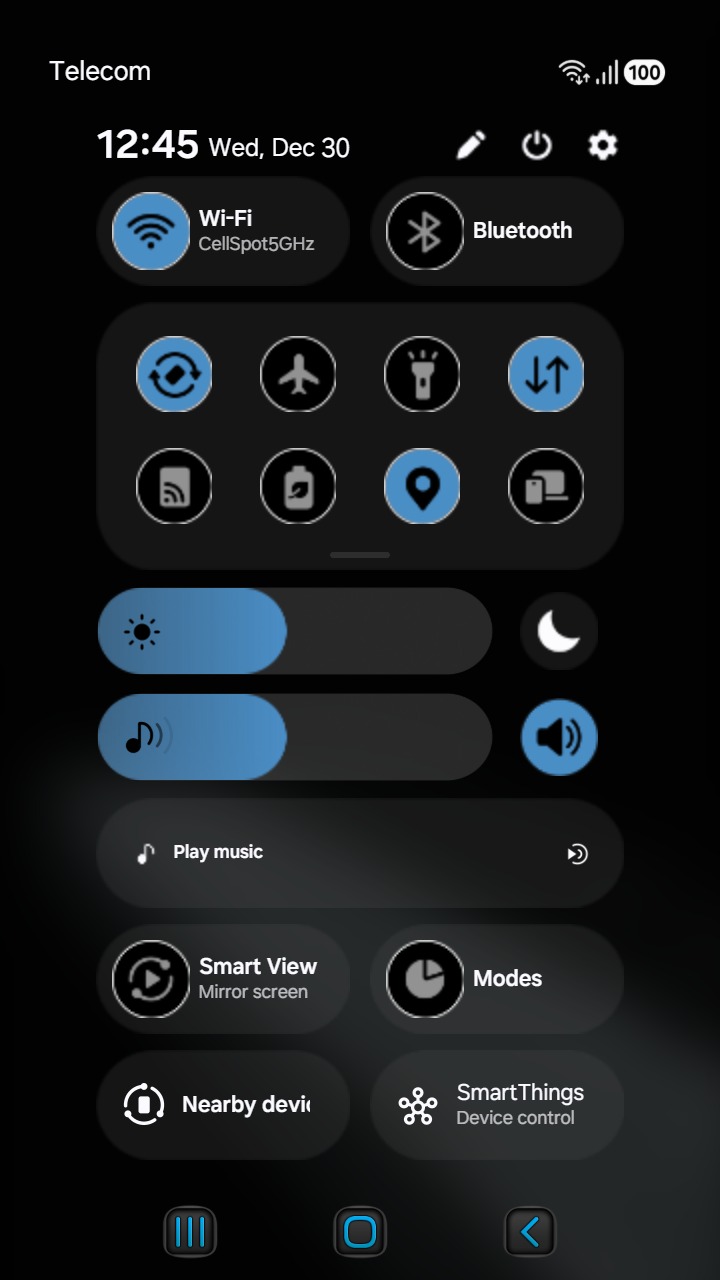 Telecom
100
12:45 Wed, Dec 30
Wi-Fi
CellSpot5GHz
Bluetooth
Play music
Smart View
Mirror screen
Modes
Nearby devi
SmartThings
Device control